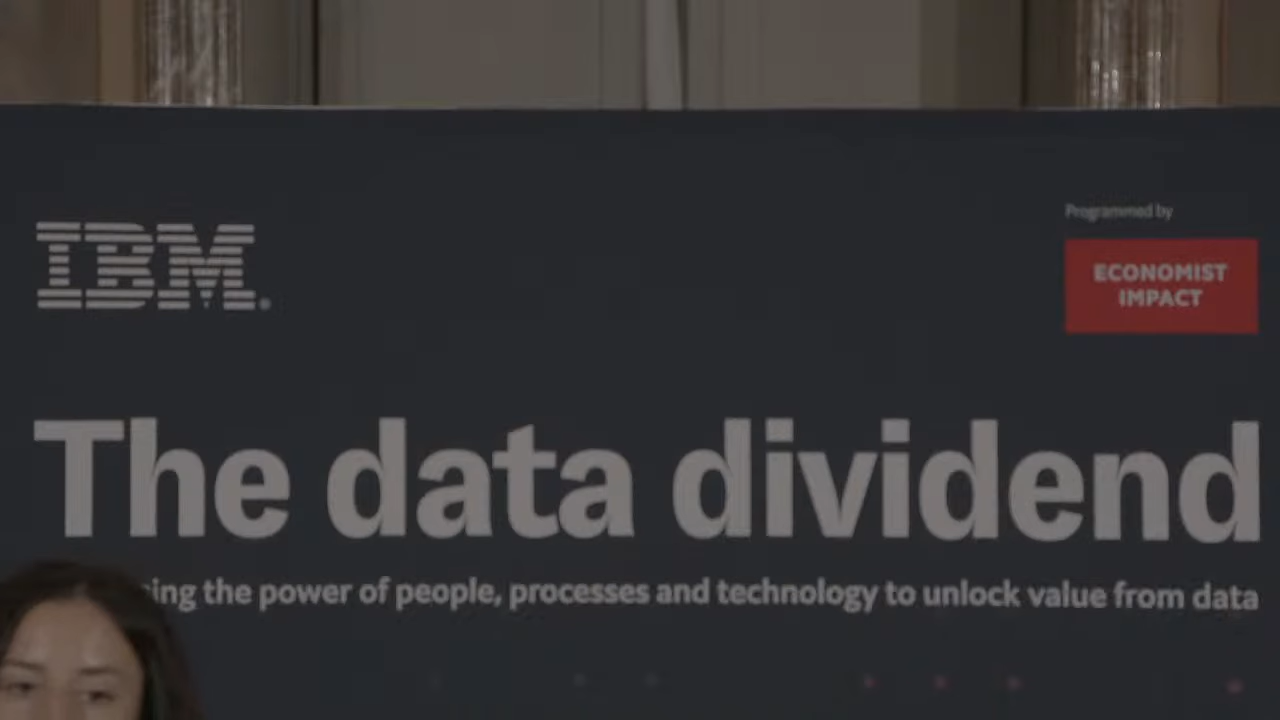 IBM
Programmed by
ECONOMIST
IMPACT
The data dividend
the power of people, processes and technology to unlock value from data